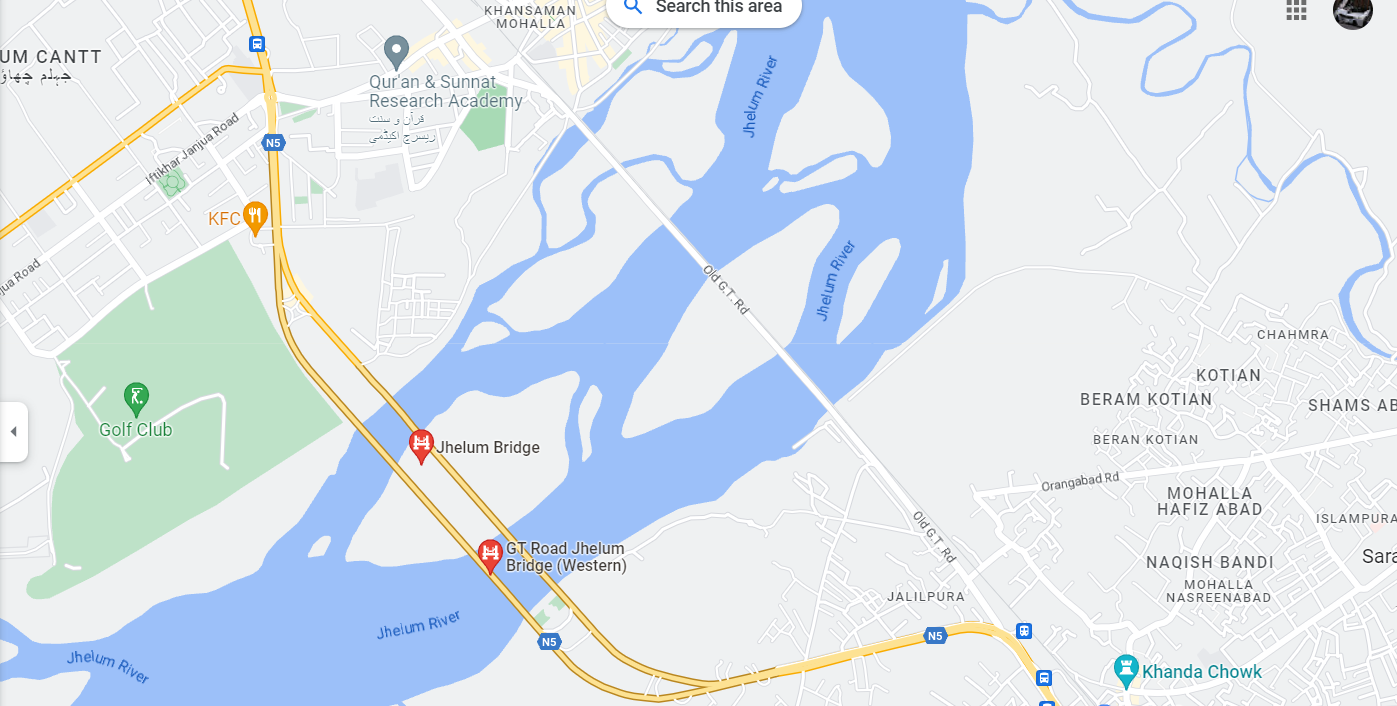 Search this area
KHANSAMAN
MOHALLA
UM CANTT
جہلم چھاؤ
Qur'an & Sunnat
Research Academy
قرآن و سنت
ریسرچ اکیڈمی
Jhelum River
N5
Iftikhar Janjua Road
KFC
Jhelum River
jua Road
Old G.T. Rd
CHAHMRA
KOTIAN
BERAM KOTIAN
SHAMS AB
Golf Club
BERAN KOTIAN
Jhelum Bridge
Orangabad Rd
MOHALLA
HAFIZ ABAD
ISLAMPURA
Old G.T. Rd
GT Road Jhelum
Bridge (Western)
Sara
NAQISH BANDI
MOHALLA
NASREENABAD
JALILPURA
Jhelum River
N5
N5
Jhelum River
Khanda Chowk